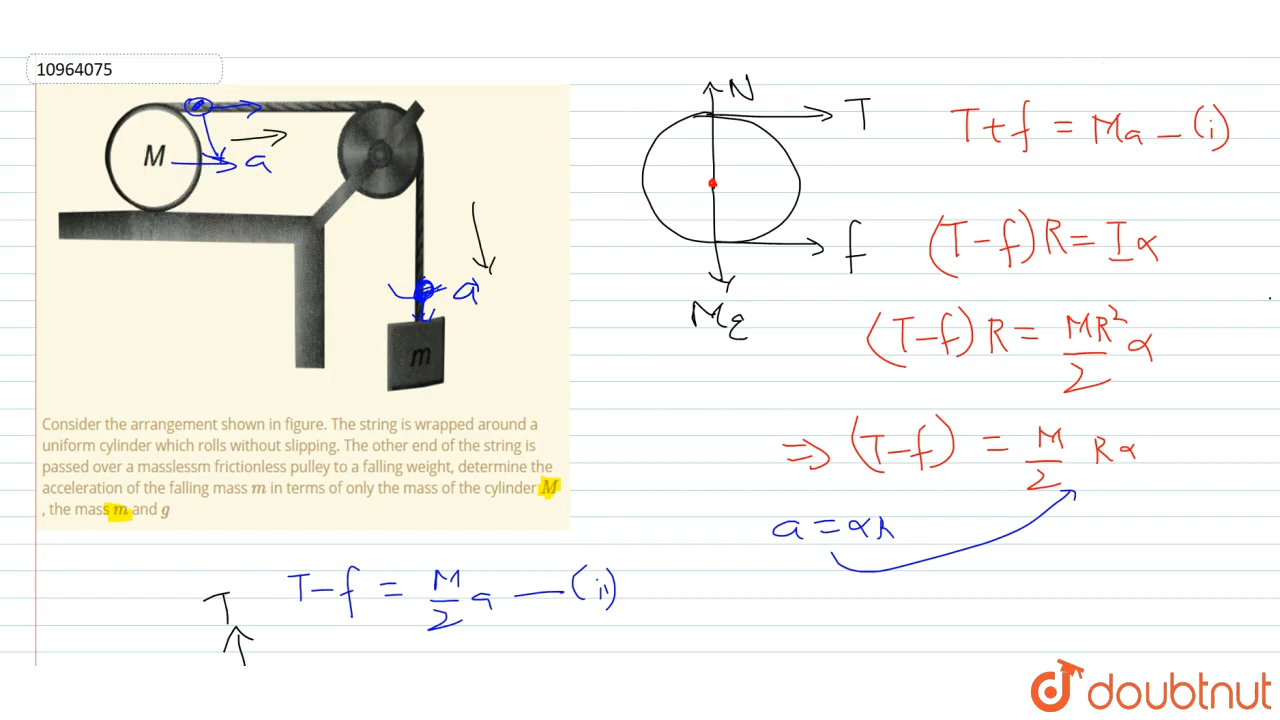 10964075
M
a
a'
m
Consider the arrangement shown in figure. The string is wrapped around a
uniform cylinder which rolls without slipping. The other end of the string is
passed over a masslessm frictionless pulley to a falling weight, determine the
acceleration of the falling mass m in terms of only the mass of the cylinder M
, the mass m and g
N
T
f
Mg
T+f = Ma – (i)
(T–f) R = Iα
(T–f) R = MR²/2 α
⇒ (T–f) = M/2 Rα
a = αR
T–f = M/2 a — (ii)
T
doubtnut